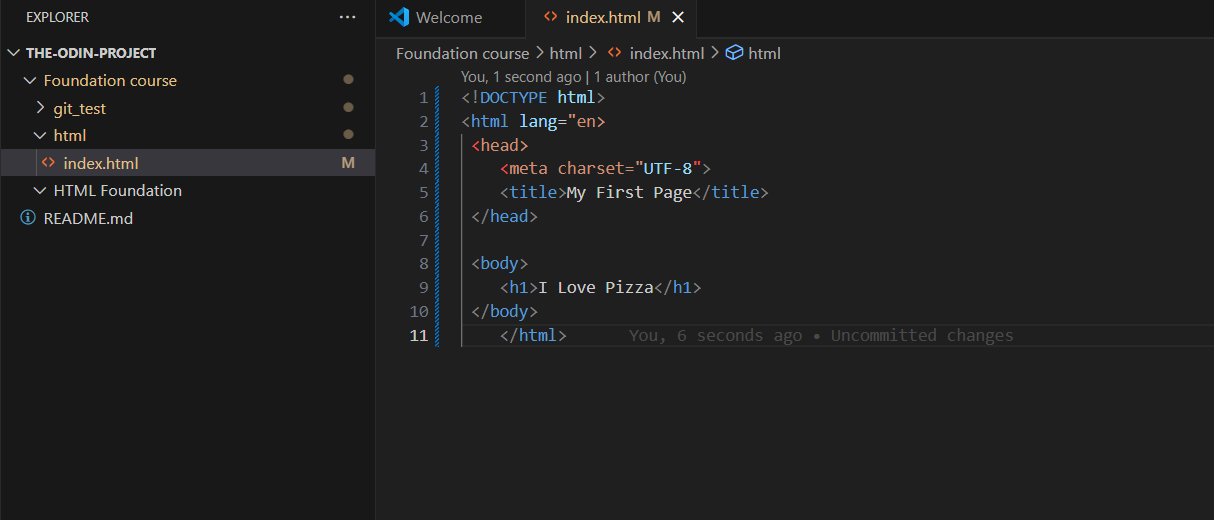 EXPLORER ...
THE-ODIN-PROJECT
Foundation course
git_test
html
<> index.html M
HTML Foundation
README.md
Welcome
<> index.html M
Foundation course > html > <> index.html > html
You, 1 second ago | 1 author (You)
1 <!DOCTYPE html>
2 <html lang="en>
3 <head>
4 <meta charset="UTF-8">
5 <title>My First Page</title>
6 </head>
7
8 <body>
9 <h1>I Love Pizza</h1>
10 </body>
11 </html> You, 6 seconds ago • Uncommitted changes